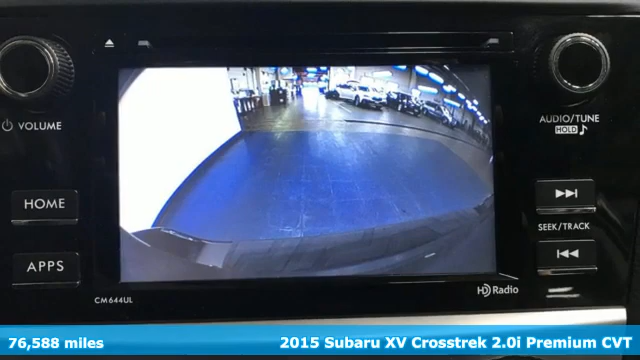 VOLUME
AUDIO/TUNE
HOLD
HOME
SEEK/TRACK
APPS
CM644UL
HD Radio
76,588 miles
2015 Subaru XV Crosstrek 2.0i Premium CVT